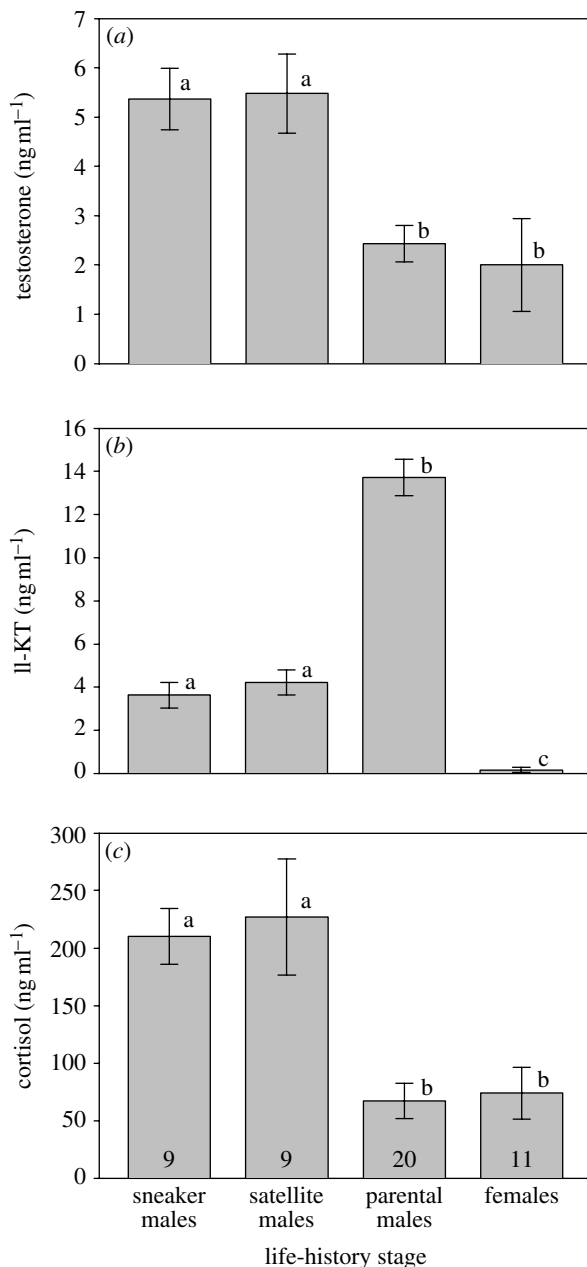 (a)
7
6
5
4
3
2
1
0
testosterone (ng ml⁻¹)
a
a
b
b
(b)
16
14
12
10
8
6
4
2
0
ll-KT (ng ml⁻¹)
a
a
b
c
(c)
300
250
200
150
100
50
0
cortisol (ng ml⁻¹)
a
a
b
b
9 9 20 11
sneaker males
satellite males
parental males
females
life-history stage